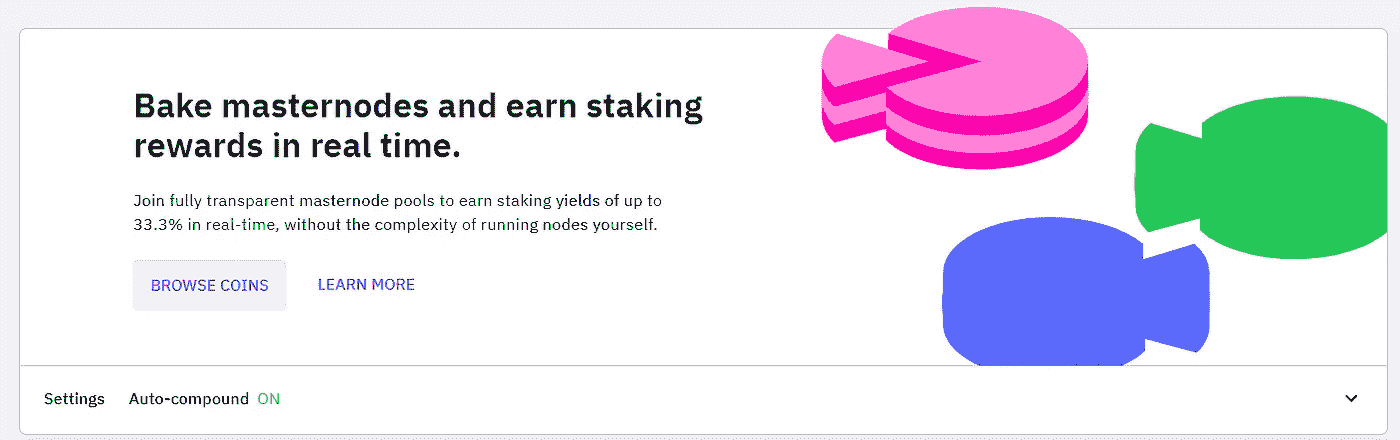 Bake masternodes and earn staking
rewards in real time.
Join fully transparent masternode pools to earn staking yields of up to
33.3% in real-time, without the complexity of running nodes yourself.
BROWSE COINS LEARN MORE
Settings Auto-compound ON